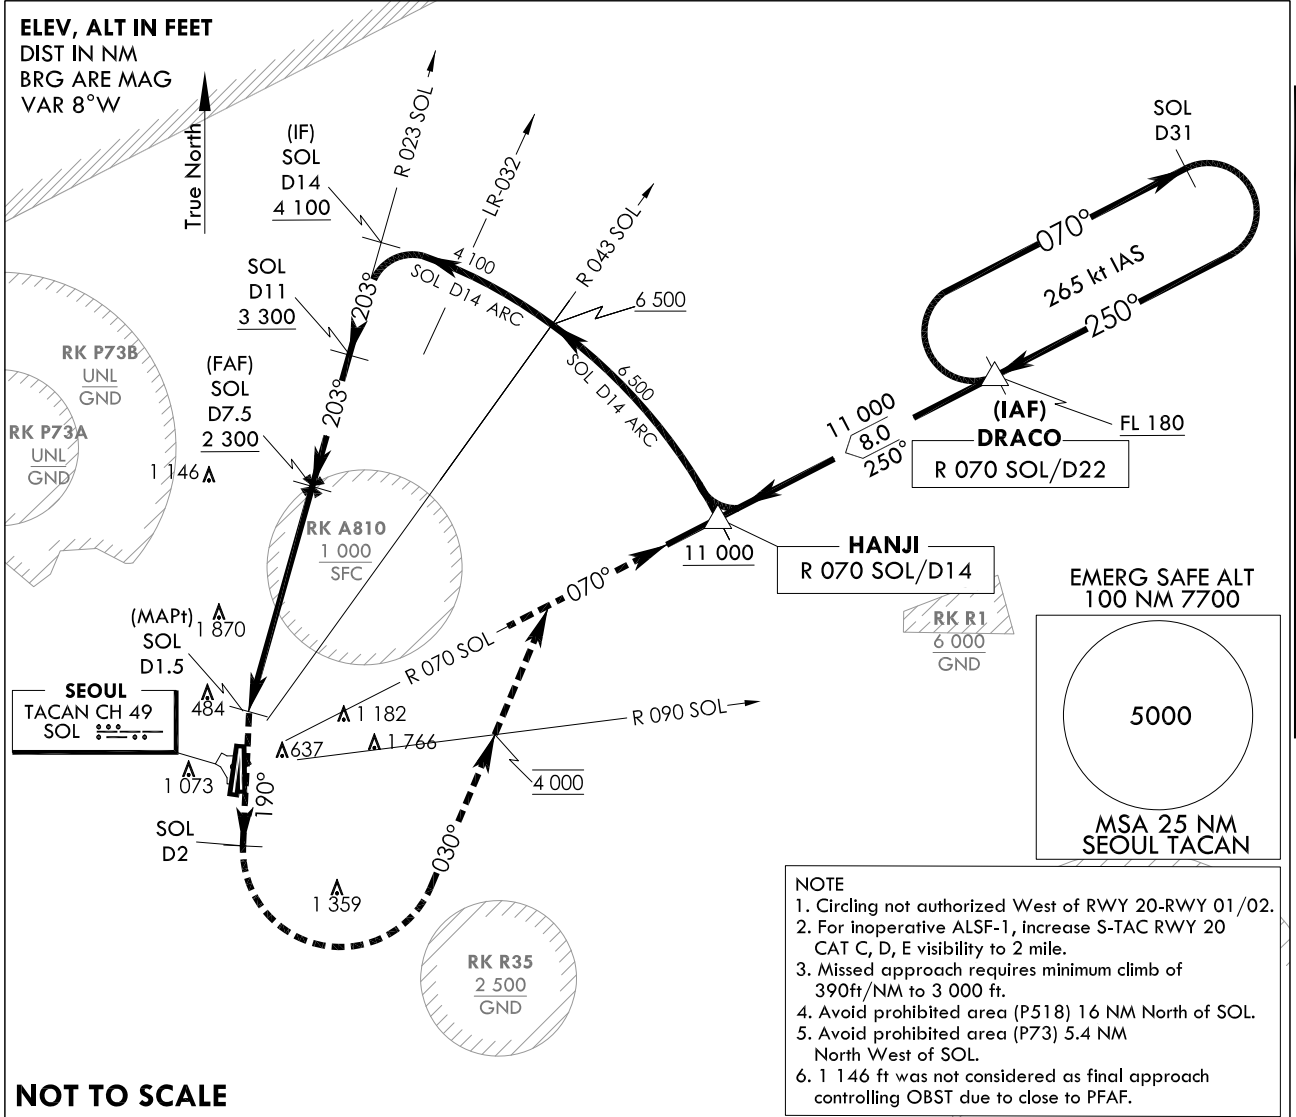 ELEV, ALT IN FEET
DIST IN NM
BRG ARE MAG
VAR 8°W
True North
(IF)
SOL
D14
4 100
R 023 SOL
LR-032
R 043 SOL
SOL
D31
070°
265 kt IAS
250°
4 100
SOL D14 ARC
6 500
6 500
SOL D14 ARC
SOL
D11
3 300
203°
203°
(FAF)
SOL
D7.5
2 300
RK P73B
UNL
GND
RK P73A
UNL
GND
1 146
11 000
8.0
250°
(IAF)
DRACO
R 070 SOL/D22
FL 180
RK A810
1 000
SFC
11 000
HANJI
R 070 SOL/D14
070°
R 070 SOL
RK R1
6 000
GND
EMERG SAFE ALT
100 NM 7700
5000
MSA 25 NM
SEOUL TACAN
(MAPt)
SOL
D1.5
1 870
484
SEOUL
TACAN CH 49
SOL
1 182
637
1 766
R 090 SOL
4 000
1 073
190°
SOL
D2
030°
1 359
RK R35
2 500
GND
NOTE
1. Circling not authorized West of RWY 20-RWY 01/02.
2. For inoperative ALSF-1, increase S-TAC RWY 20
CAT C, D, E visibility to 2 mile.
3. Missed approach requires minimum climb of
390ft/NM to 3 000 ft.
4. Avoid prohibited area (P518) 16 NM North of SOL.
5. Avoid prohibited area (P73) 5.4 NM
North West of SOL.
6. 1 146 ft was not considered as final approach
controlling OBST due to close to PFAF.
NOT TO SCALE